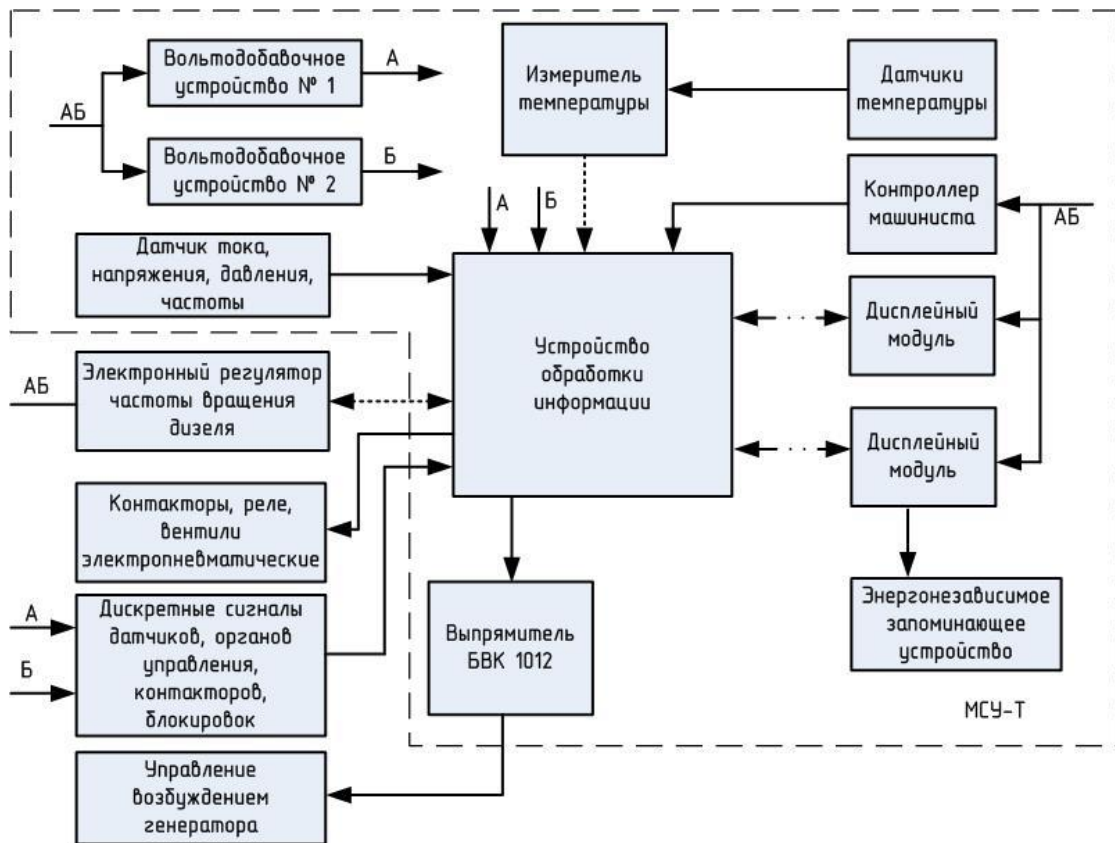 Вольтодобавочное
устройство № 1
А
АБ
Вольтодобавочное
устройство № 2
Б
Измеритель
температуры
Датчики
температуры
А
Б
Контроллер
машиниста
АБ
Датчик тока,
напряжения, давления,
частоты
Устройство
обработки
информации
Дисплейный
модуль
АБ
Электронный регулятор
частоты вращения
дизеля
Дисплейный
модуль
Контакторы, реле,
вентили
электропневматические
А
Б
Дискретные сигналы
датчиков, органов
управления,
контакторов,
блокировок
Выпрямитель
БВК 1012
Энергонезависимое
запоминающее
устройство
МСУ-Т
Управление
возбуждением
генератора